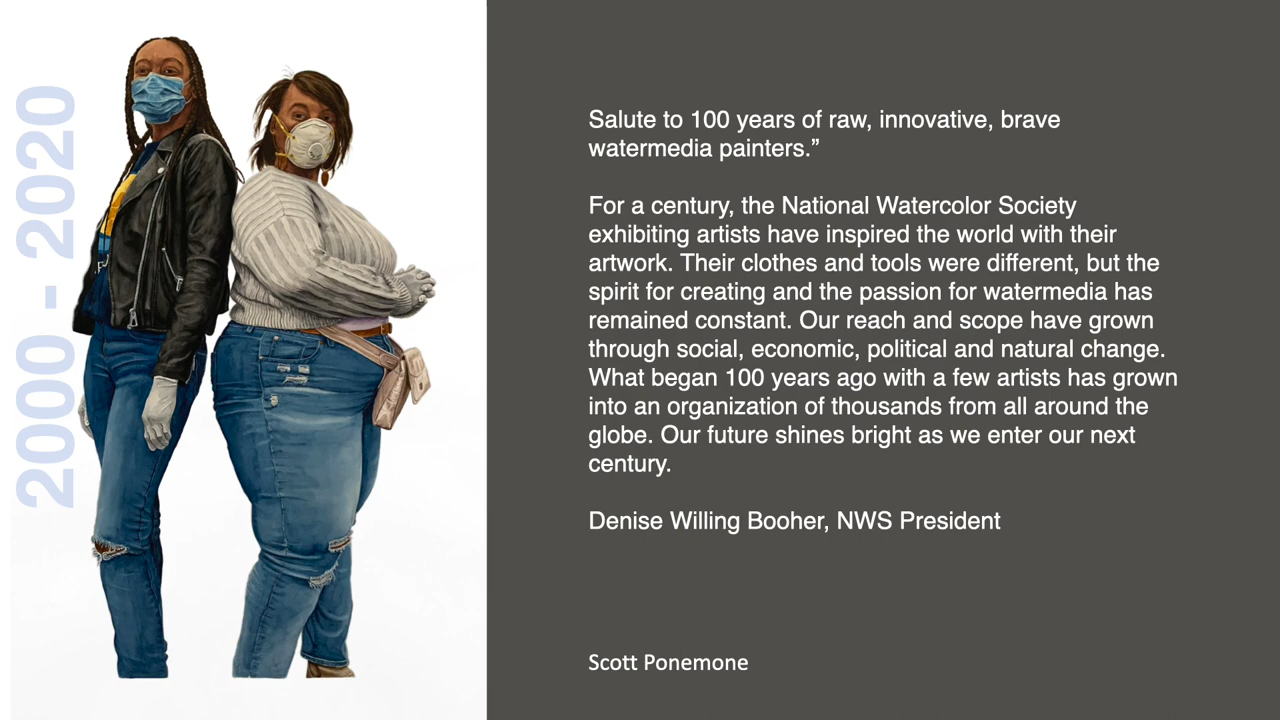 2000 - 2020
Salute to 100 years of raw, innovative, brave
watermedia painters.”
For a century, the National Watercolor Society
exhibiting artists have inspired the world with their
artwork. Their clothes and tools were different, but the
spirit for creating and the passion for watermedia has
remained constant. Our reach and scope have grown
through social, economic, political and natural change.
What began 100 years ago with a few artists has grown
into an organization of thousands from all around the
globe. Our future shines bright as we enter our next
century.
Denise Willing Booher, NWS President
Scott Ponemone